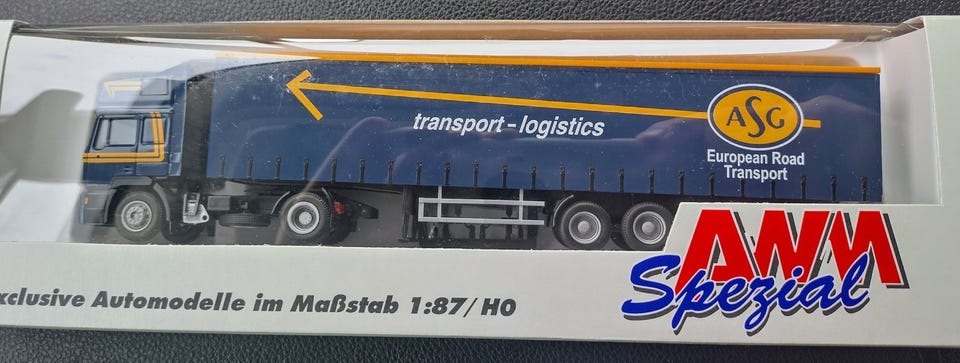 transport-logistics
ASG
European Road
Transport
AWM
Spezial
xclusive Automodelle im Maßstab 1:87/H0